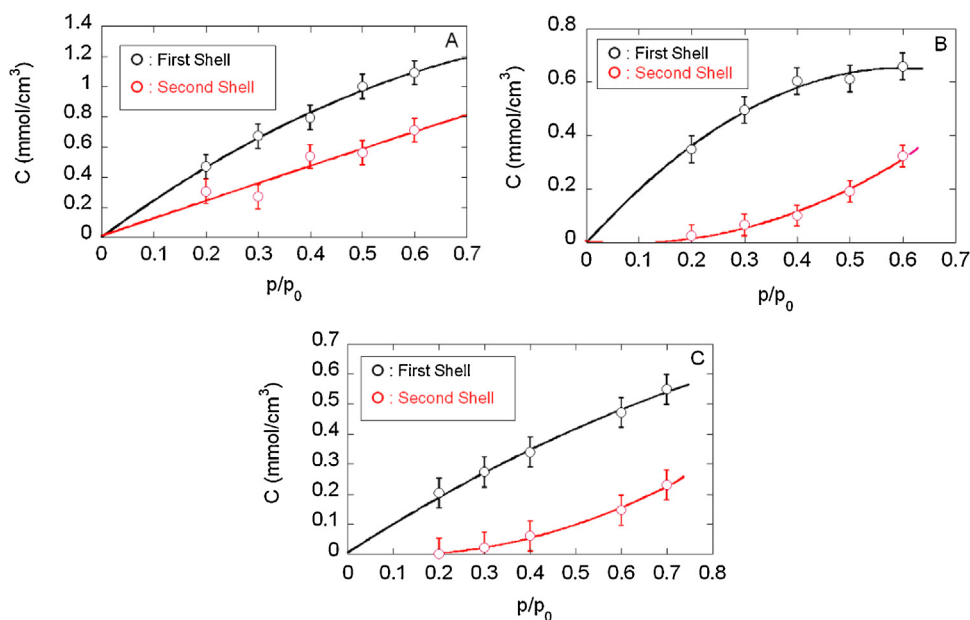 A
○ : First Shell
○ : Second Shell
C (mmol/cm³)
1.4
1.2
1
0.8
0.6
0.4
0.2
0
0 0.1 0.2 0.3 0.4 0.5 0.6 0.7
p/p₀
B
○ : First Shell
○ : Second Shell
C (mmol/cm³)
0.8
0.6
0.4
0.2
0
0 0.1 0.2 0.3 0.4 0.5 0.6 0.7
p/p₀
C
○ : First Shell
○ : Second Shell
C (mmol/cm³)
0.7
0.6
0.5
0.4
0.3
0.2
0.1
0
0 0.1 0.2 0.3 0.4 0.5 0.6 0.7 0.8
p/p₀